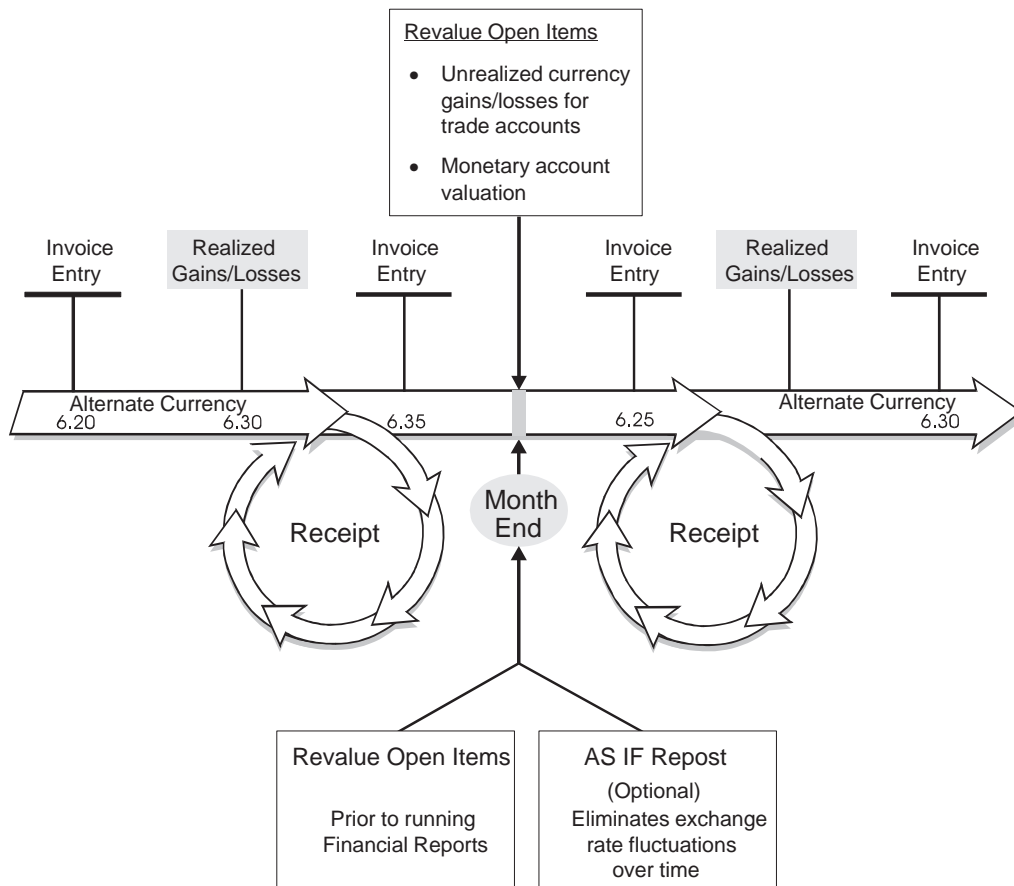 Revalue Open Items
• Unrealized currency
gains/losses for
trade accounts
• Monetary account
valuation
Invoice
Entry
Realized
Gains/Losses
Invoice
Entry
Invoice
Entry
Realized
Gains/Losses
Invoice
Entry
Alternate Currency
6.20
6.30
6.35
6.25
Alternate Currency
6.30
Receipt
Month
End
Receipt
Revalue Open Items
Prior to running
Financial Reports
AS IF Repost
(Optional)
Eliminates exchange
rate fluctuations
over time